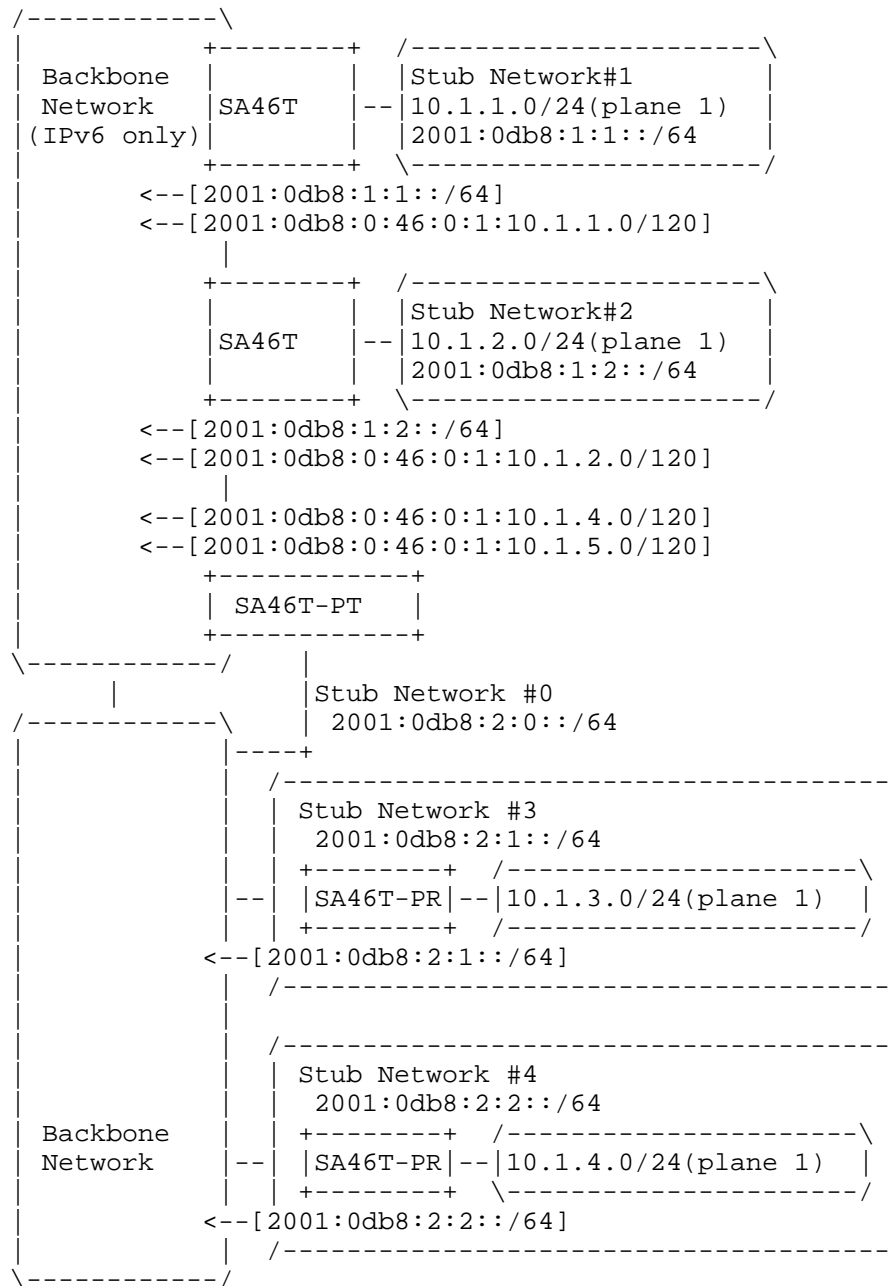 Backbone
Stub Network#1
Network SA46T 10.1.1.0/24(plane 1)
(IPv6 only) 2001:0db8:1:1::/64
<--[2001:0db8:1:1::/64]
<--[2001:0db8:0:46:0:1:10.1.1.0/120]
Stub Network#2
SA46T 10.1.2.0/24(plane 1)
2001:0db8:1:2::/64
<--[2001:0db8:1:2::/64]
<--[2001:0db8:0:46:0:1:10.1.2.0/120]
<--[2001:0db8:0:46:0:1:10.1.4.0/120]
<--[2001:0db8:0:46:0:1:10.1.5.0/120]
SA46T-PT
Stub Network #0
2001:0db8:2:0::/64
Stub Network #3
2001:0db8:2:1::/64
SA46T-PR 10.1.3.0/24(plane 1)
<--[2001:0db8:2:1::/64]
Stub Network #4
2001:0db8:2:2::/64
Backbone
Network SA46T-PR 10.1.4.0/24(plane 1)
<--[2001:0db8:2:2::/64]